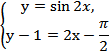 y = sin 2x,
y − 1 = 2x − π/2